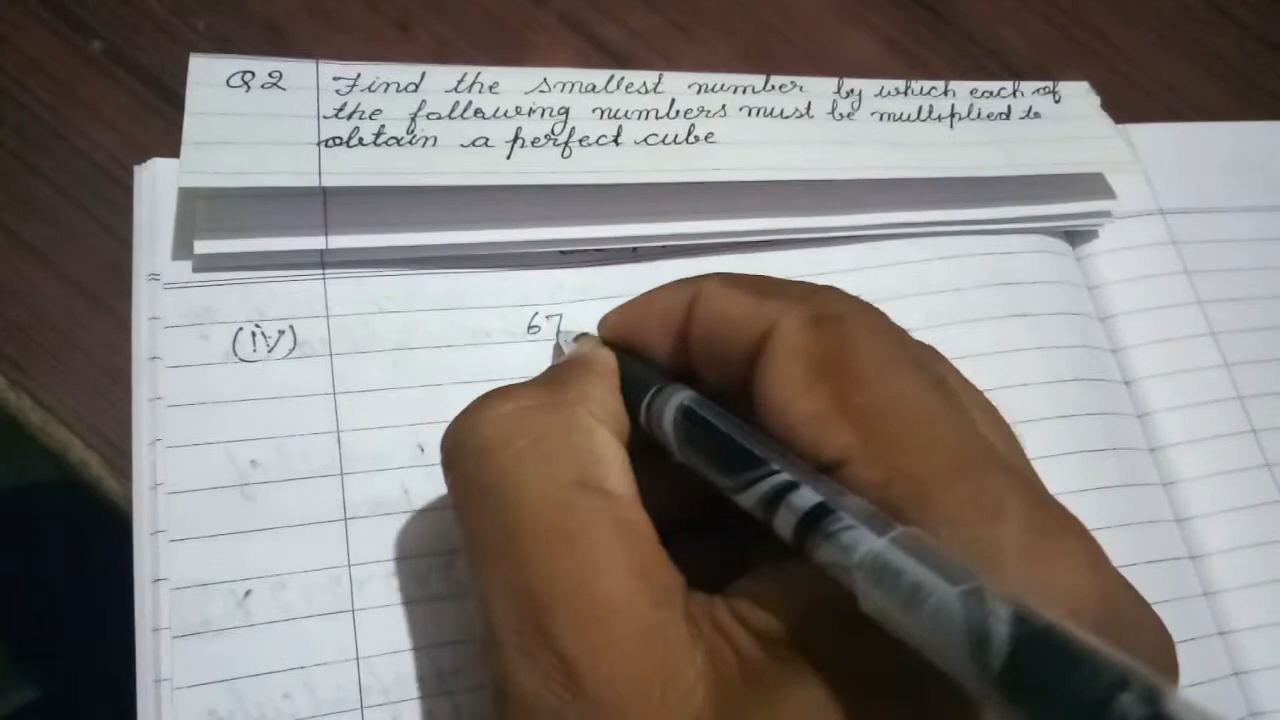 Q2 Find the smallest number by which each of
the following numbers must be multiplied to
obtain a perfect cube
(iv) 67